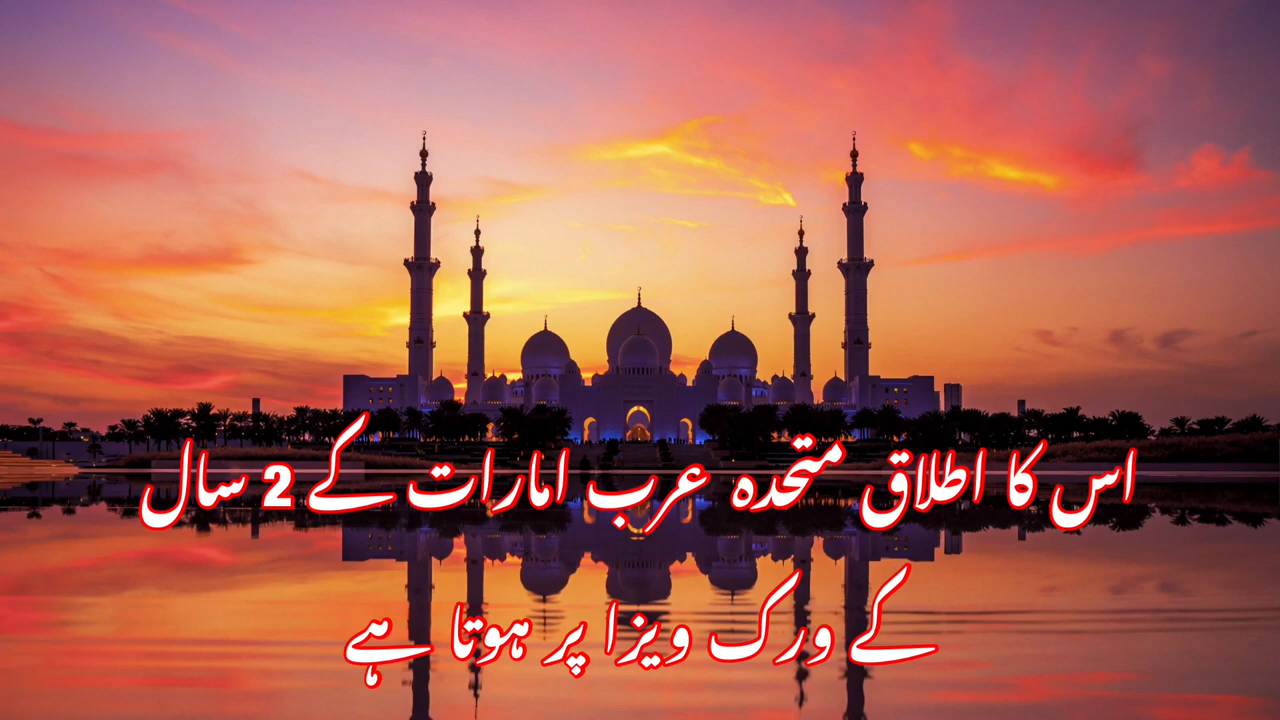 اس کا اطلاق متحدہ عرب امارات کے 2 سال
کے ورک ویزا پر ہوتا ہے